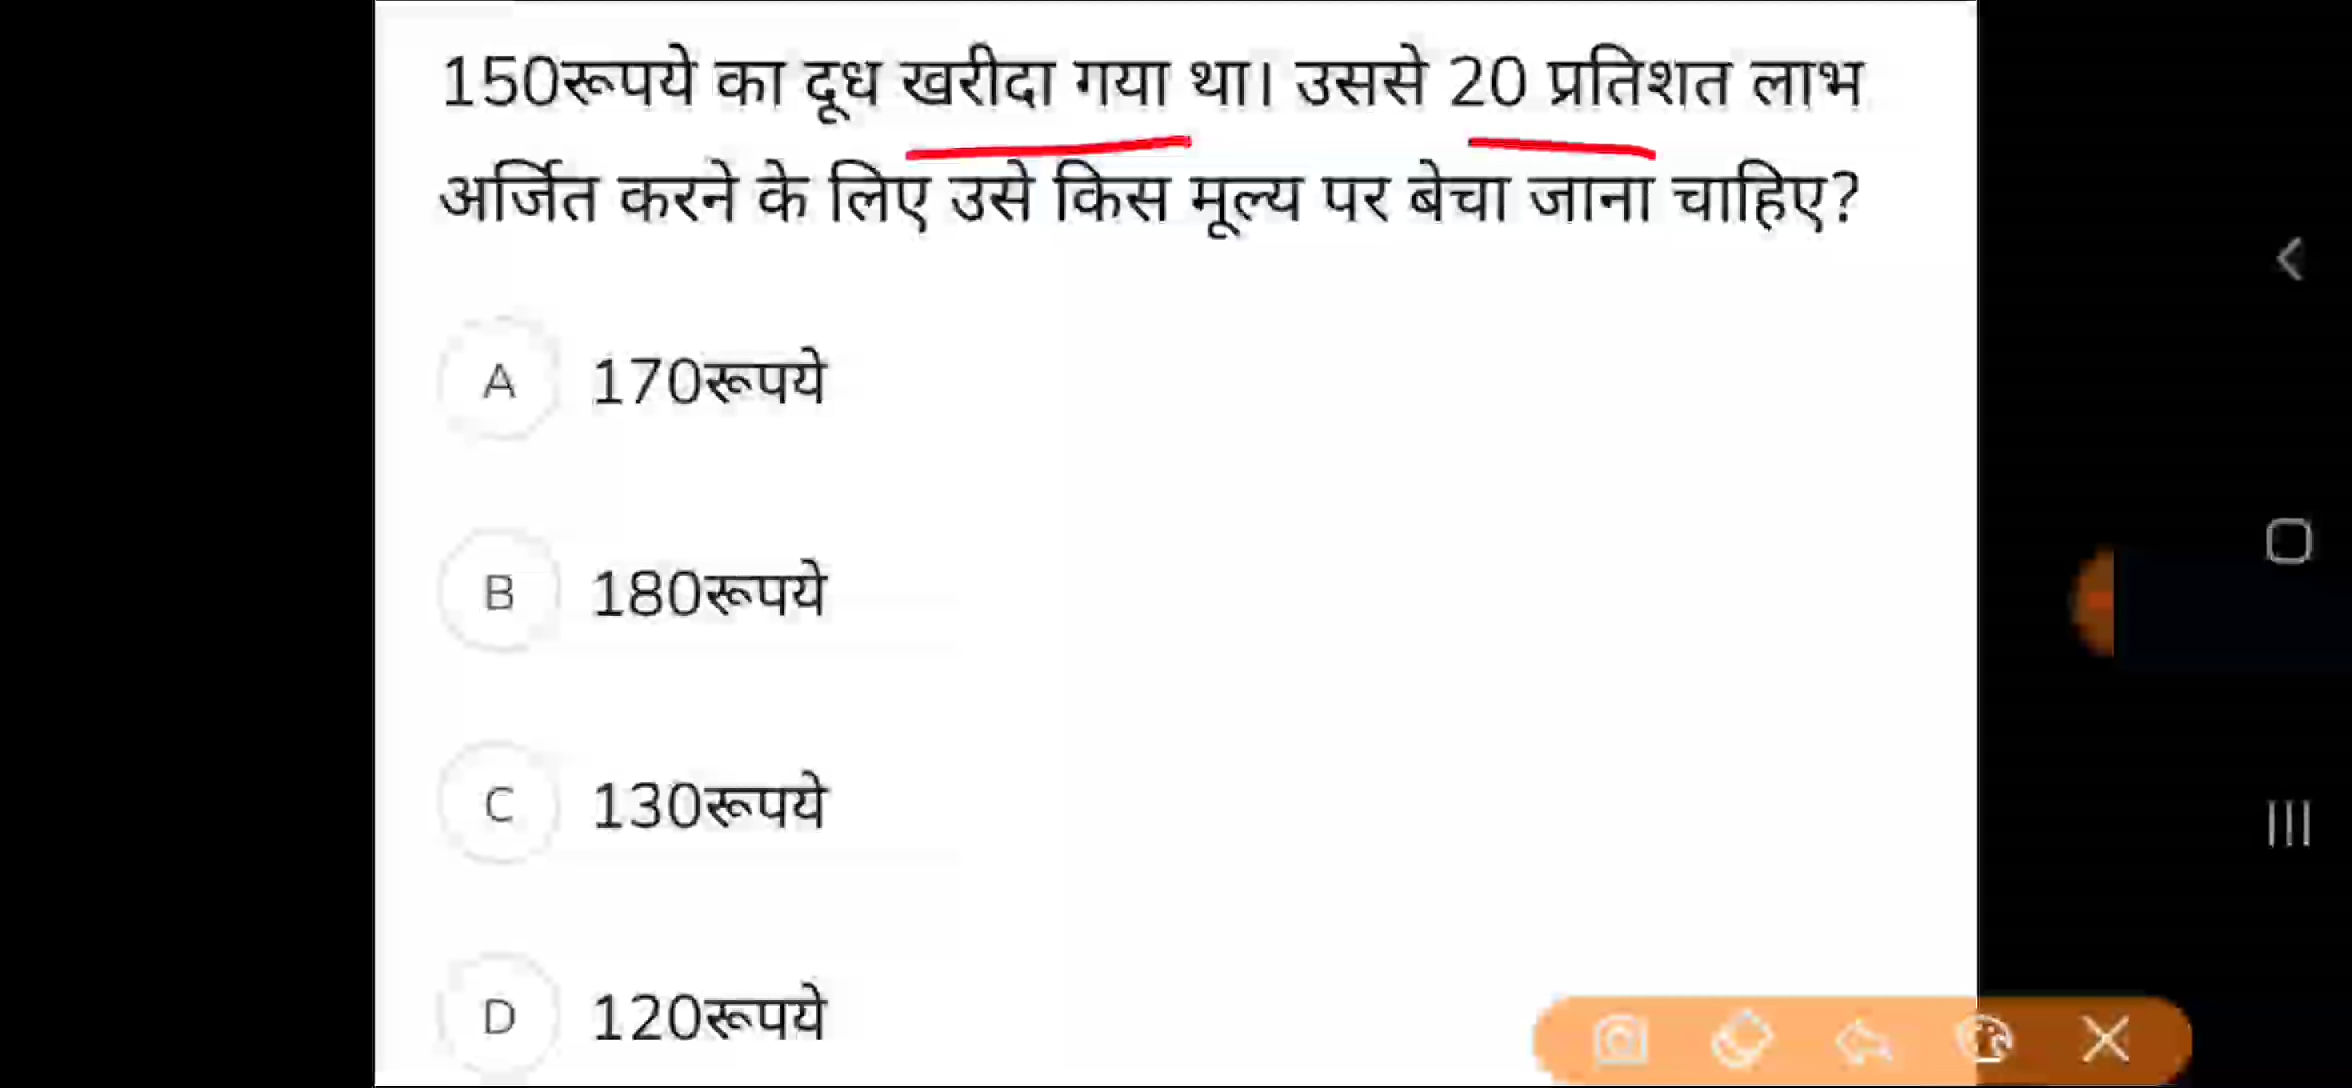 150रूपये का दूध खरीदा गया था। उससे 20 प्रतिशत लाभ
अर्जित करने के लिए उसे किस मूल्य पर बेचा जाना चाहिए?
A 170रूपये
B 180रूपये
C 130रूपये
D 120रूपये